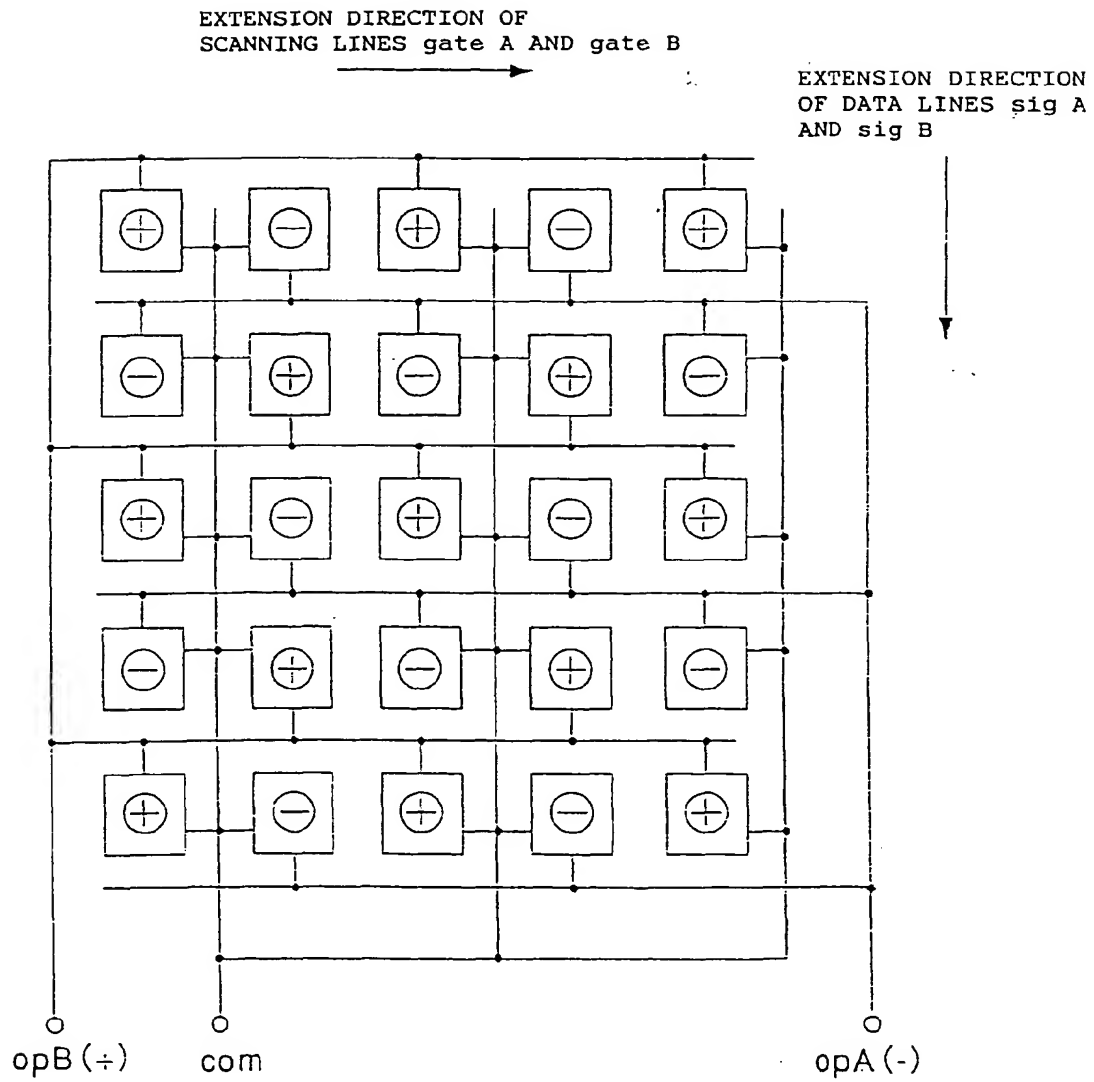 EXTENSION DIRECTION OF
SCANNING LINES gate A AND gate B
EXTENSION DIRECTION
OF DATA LINES sig A
AND sig B
+ − + − +
− + − + −
+ − + − +
− + − + −
+ − + − +
opB (+)
com
opA (-)